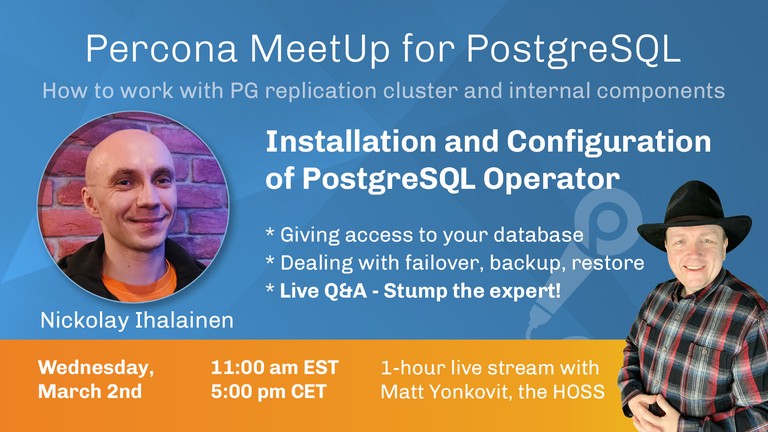 Percona MeetUp for PostgreSQL
How to work with PG replication cluster and internal components
Installation and Configuration
of PostgreSQL Operator
* Giving access to your database
* Dealing with failover, backup, restore
* Live Q&A - Stump the expert!
Nickolay Ihalainen
Wednesday,
March 2nd
11:00 am EST
5:00 pm CET
1-hour live stream with
Matt Yonkovit, the HOSS